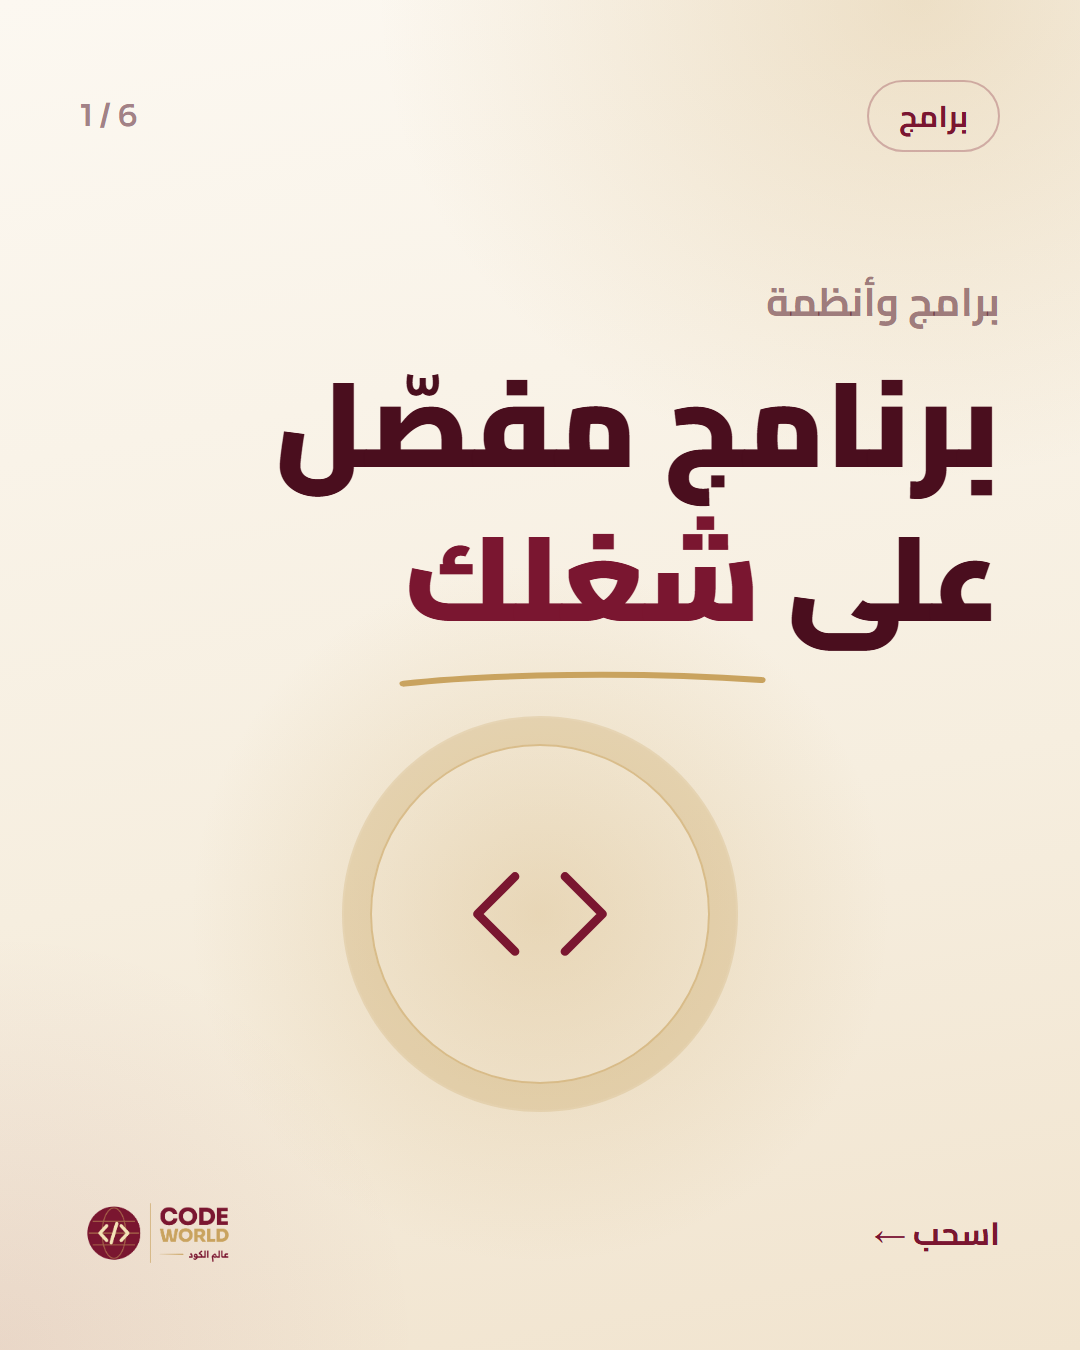 برامج
1/6
برامج وأنظمة
برنامج مفصّل
على شغلك
اسحب ←
CODE
WORLD
عالم الكود